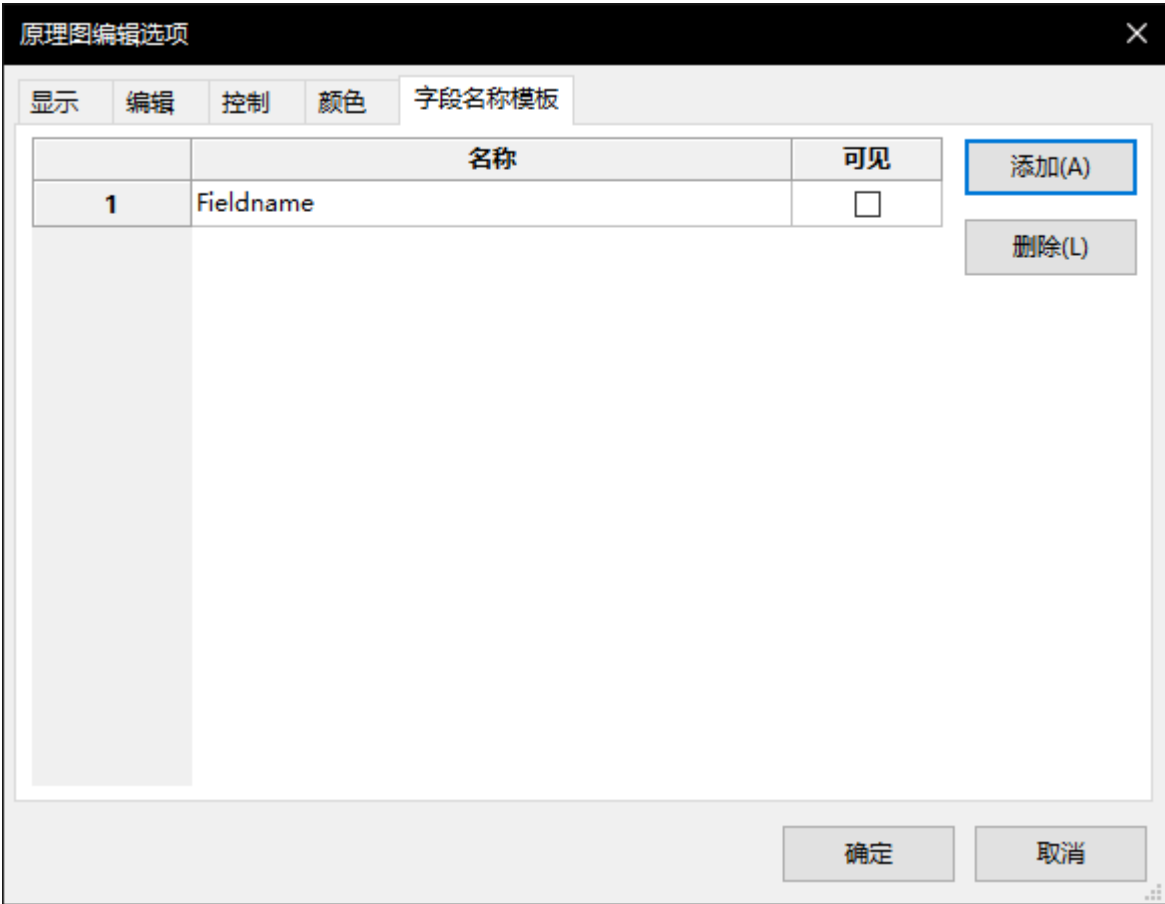 原理图编辑选项
显示 编辑 控制 颜色 字段名称模板
名称 可见
添加(A)
1 Fieldname
删除(L)
确定 取消